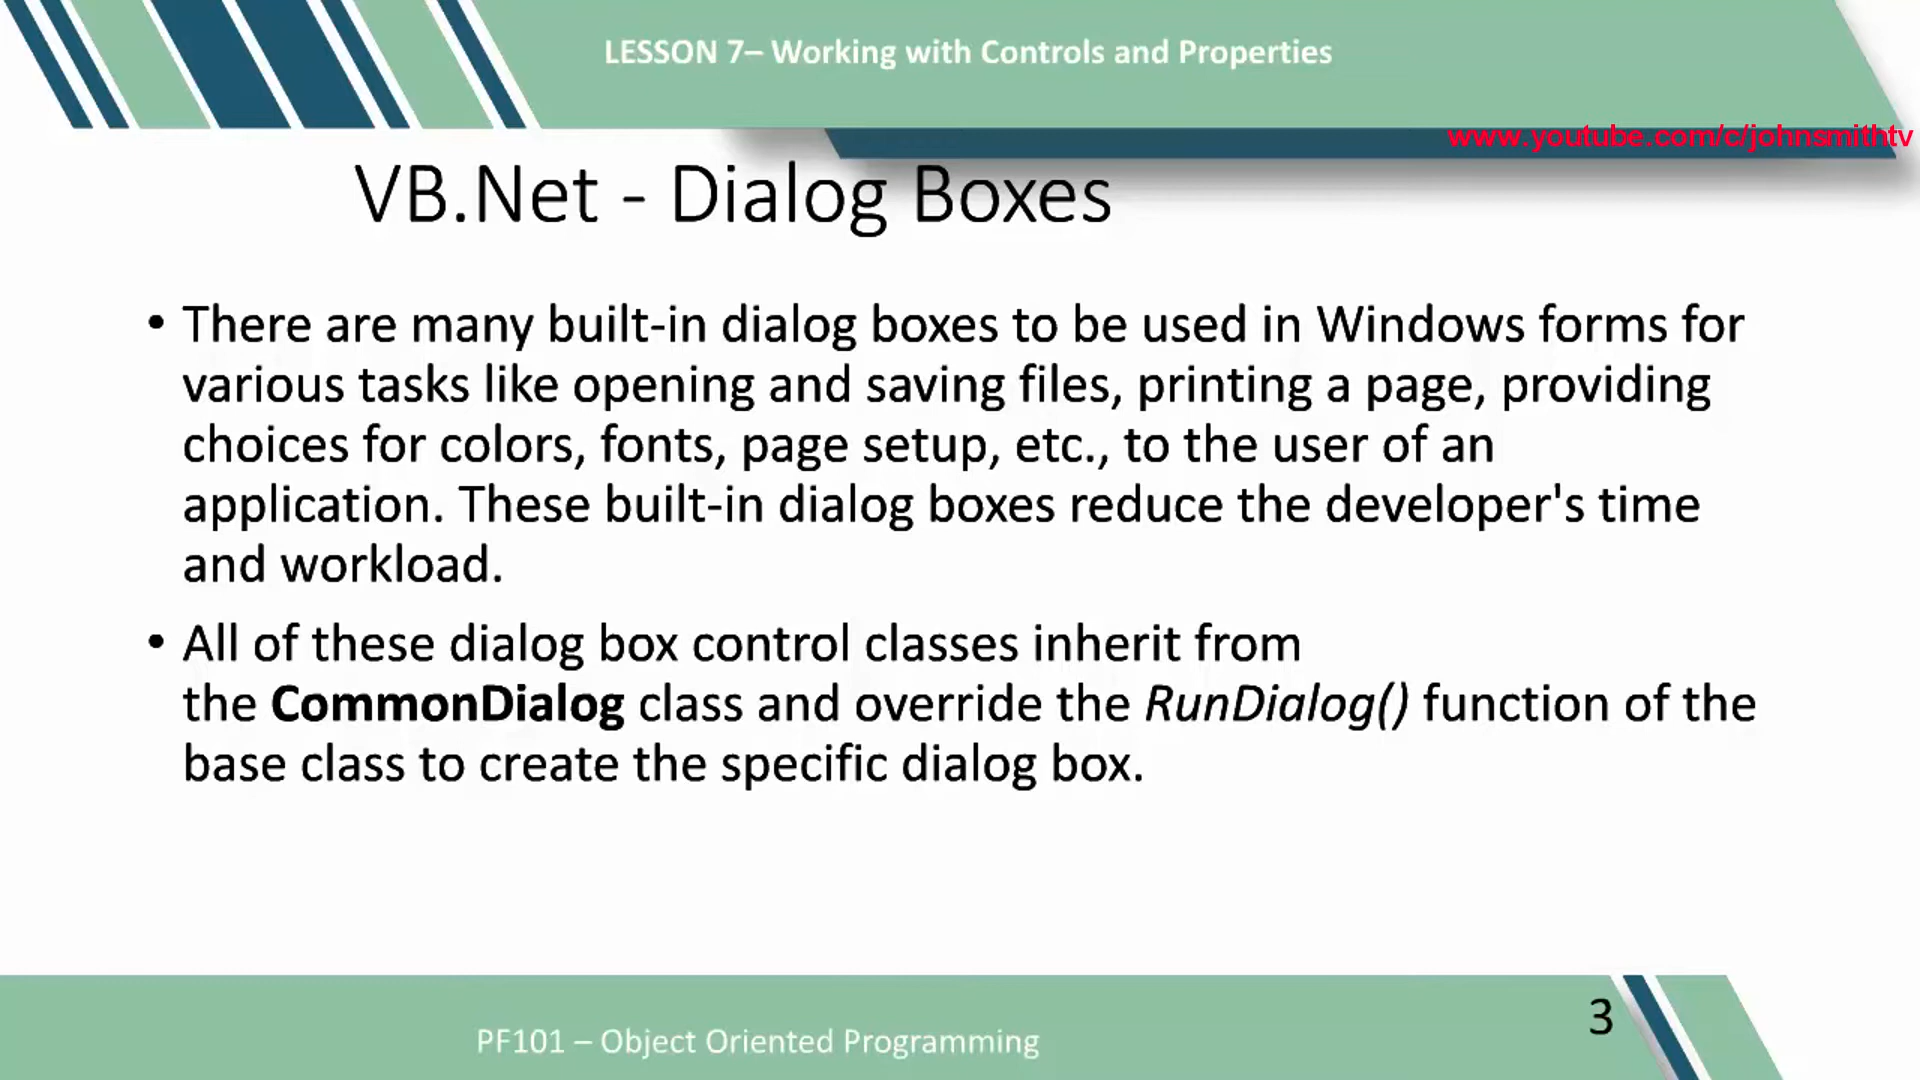 LESSON 7– Working with Controls and Properties
www.youtube.com/c/johnsmithtv
VB.Net - Dialog Boxes
• There are many built-in dialog boxes to be used in Windows forms for
various tasks like opening and saving files, printing a page, providing
choices for colors, fonts, page setup, etc., to the user of an
application. These built-in dialog boxes reduce the developer's time
and workload.
• All of these dialog box control classes inherit from
the CommonDialog class and override the RunDialog() function of the
base class to create the specific dialog box.
3
PF101 – Object Oriented Programming